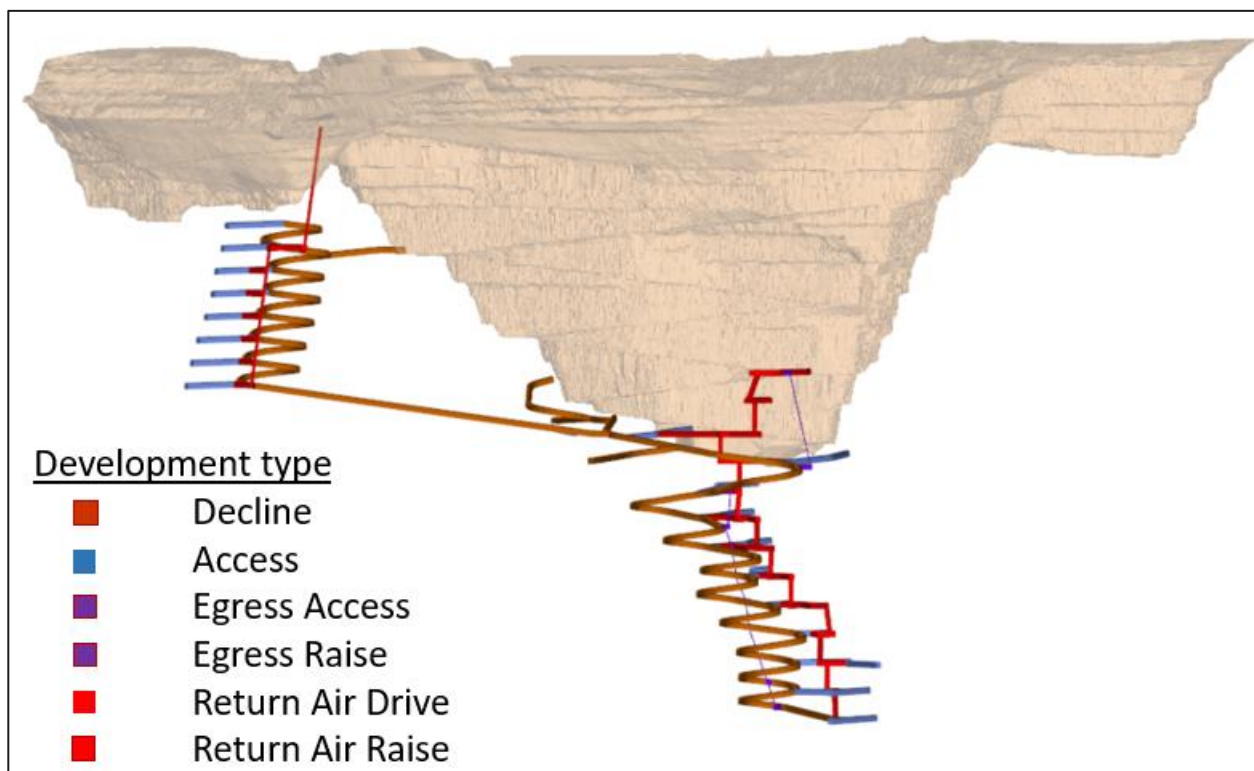 Development type
Decline
Access
Egress Access
Egress Raise
Return Air Drive
Return Air Raise